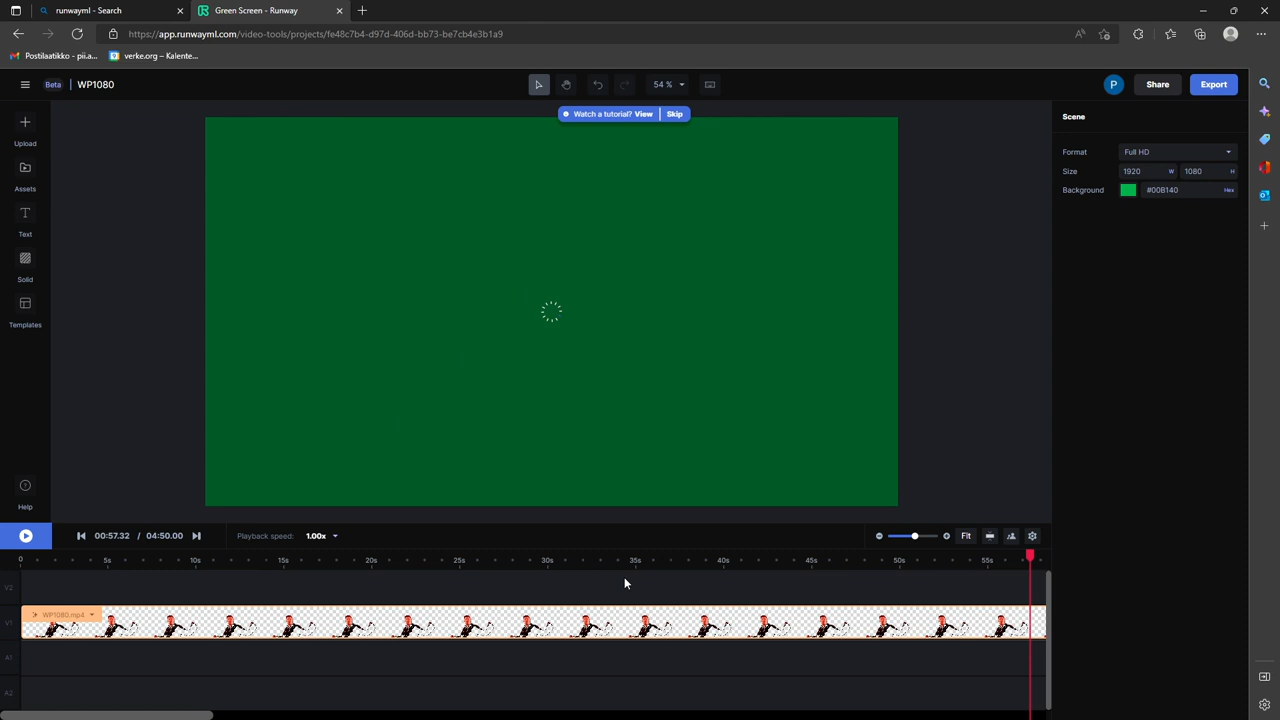 runwayml - Search
Green Screen - Runway
https://app.runwayml.com/video-tools/projects/fe48c7b4-d97d-406d-bb73-be7cb4e3b1a9
Postilaatikko - pii.a...
verke.org – Kalente...
Beta
WP1080
54 %
P
Share
Export
Watch a tutorial? View
Skip
Upload
Assets
Text
Solid
Templates
Help
Scene
Format Full HD
Size 1920 W 1080 H
Background #00B140 Hex
00:57.32 / 04:50.00
Playback speed: 1.00x
Fit
0 5s 10s 15s 20s 25s 30s 35s 40s 45s 50s 55s
V2
V1 WP1080.mp4
A1
A2